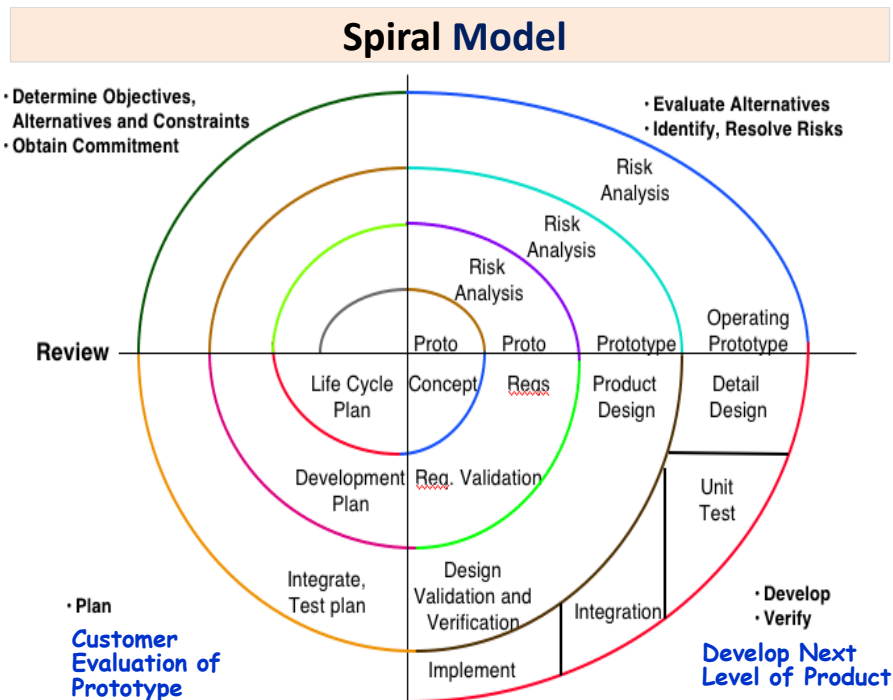 Spiral Model
· Determine Objectives,
Alternatives and Constraints
· Obtain Commitment
· Evaluate Alternatives
· Identify, Resolve Risks
Risk
Analysis
Risk
Analysis
Risk
Analysis
Operating
Prototype
Review
Proto
Proto
Prototype
Life Cycle
Plan
Concept
Reqs
Product
Design
Detail
Design
Development
Plan
Req. Validation
Unit
Test
Integrate,
Test plan
Design
Validation and
Verification
Integration
Implement
· Plan
Customer
Evaluation of
Prototype
· Develop
· Verify
Develop Next
Level of Product